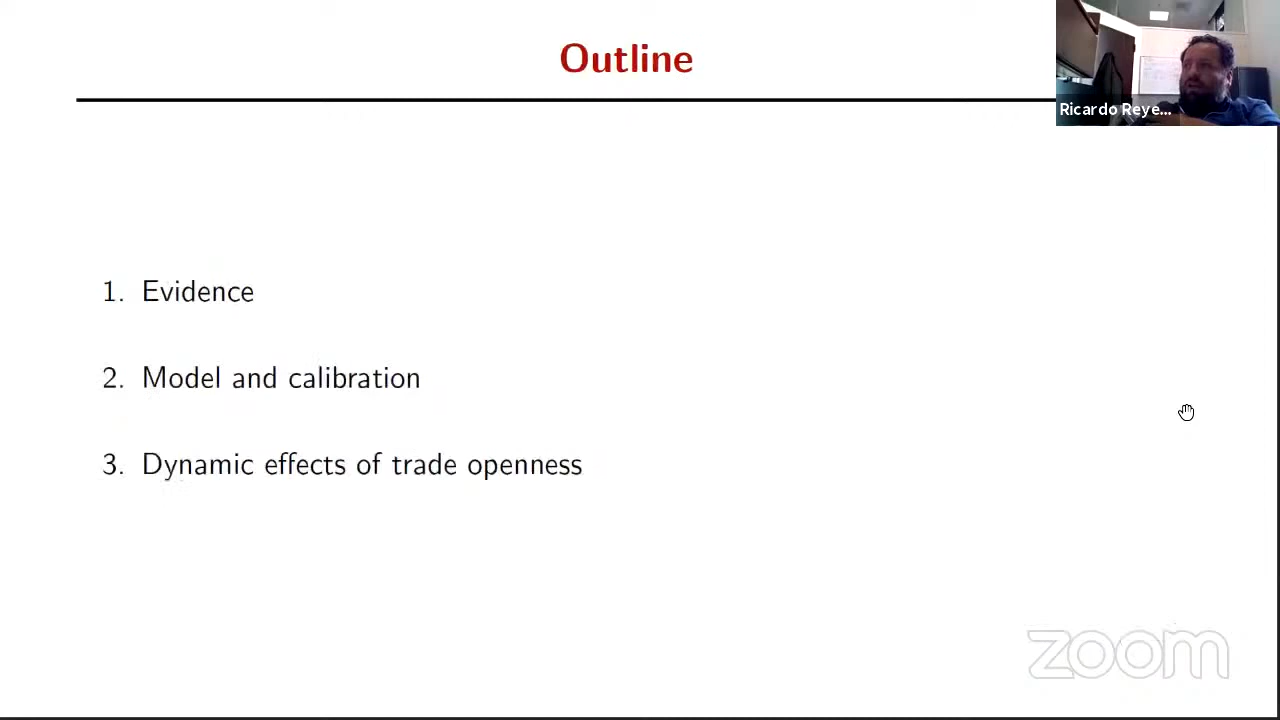 Outline
Ricardo Reye...
1. Evidence
2. Model and calibration
3. Dynamic effects of trade openness
zoom